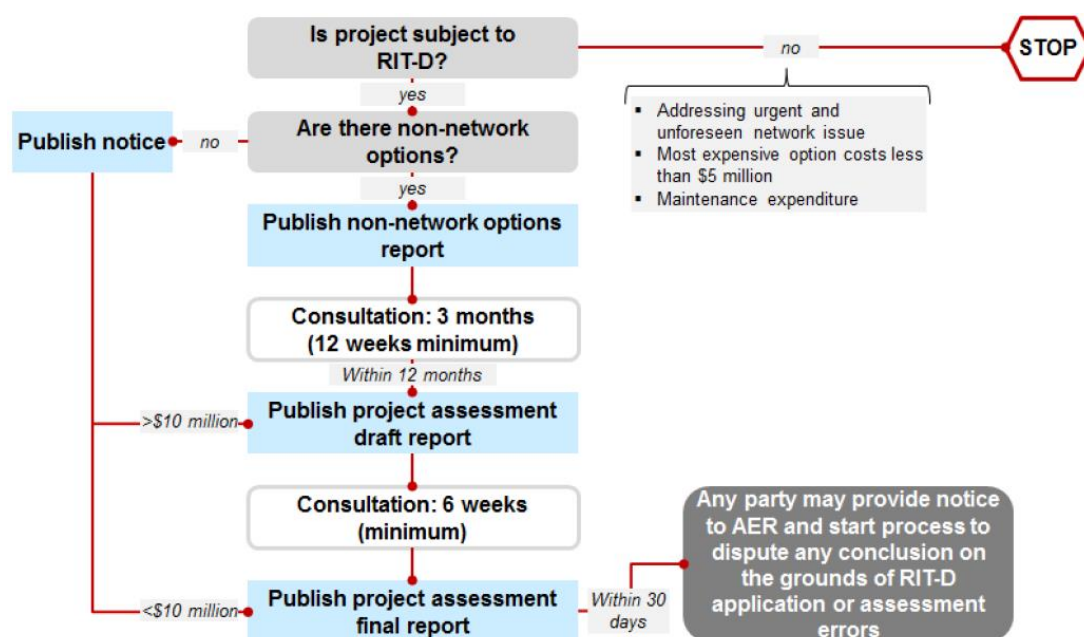 Is project subject to
RIT-D?
no
STOP
yes
▪ Addressing urgent and
unforeseen network issue
▪ Most expensive option costs less
than $5 million
▪ Maintenance expenditure
Publish notice
no
Are there non-network
options?
yes
Publish non-network options
report
Consultation: 3 months
(12 weeks minimum)
Within 12 months
>$10 million
Publish project assessment
draft report
Consultation: 6 weeks
(minimum)
<$10 million
Publish project assessment
final report
Within 30
days
Any party may provide notice
to AER and start process to
dispute any conclusion on
the grounds of RIT-D
application or assessment
errors